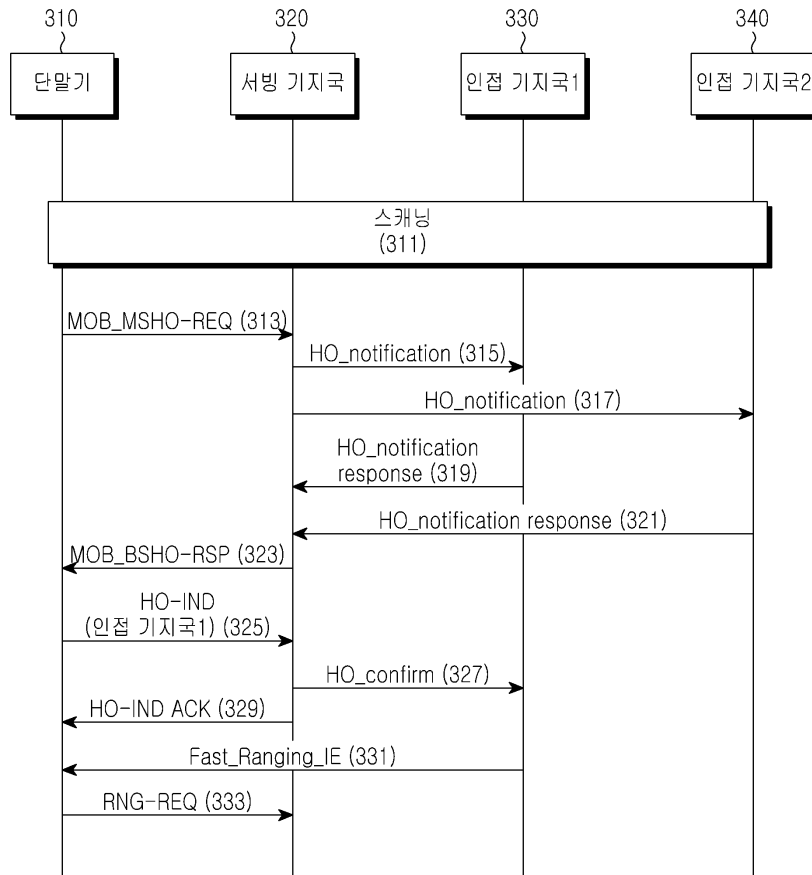 310
320
330
340
단말기
서빙 기지국
인접 기지국1
인접 기지국2
스캐닝
(311)
MOB_MSHO-REQ (313)
HO_notification (315)
HO_notification (317)
HO_notification
response (319)
HO_notification response (321)
MOB_BSHO-RSP (323)
HO-IND
(인접 기지국1) (325)
HO_confirm (327)
HO-IND ACK (329)
Fast_Ranging_IE (331)
RNG-REQ (333)